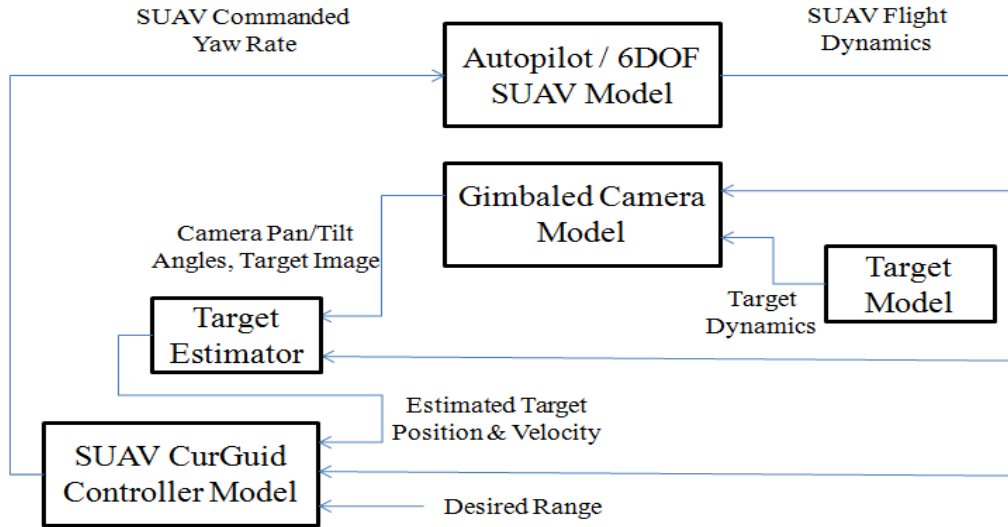 SUAV Commanded
Yaw Rate
SUAV Flight
Dynamics
Autopilot / 6DOF
SUAV Model
Gimbaled Camera
Model
Camera Pan/Tilt
Angles, Target Image
Target
Model
Target
Dynamics
Target
Estimator
Estimated Target
Position & Velocity
SUAV CurGuid
Controller Model
Desired Range